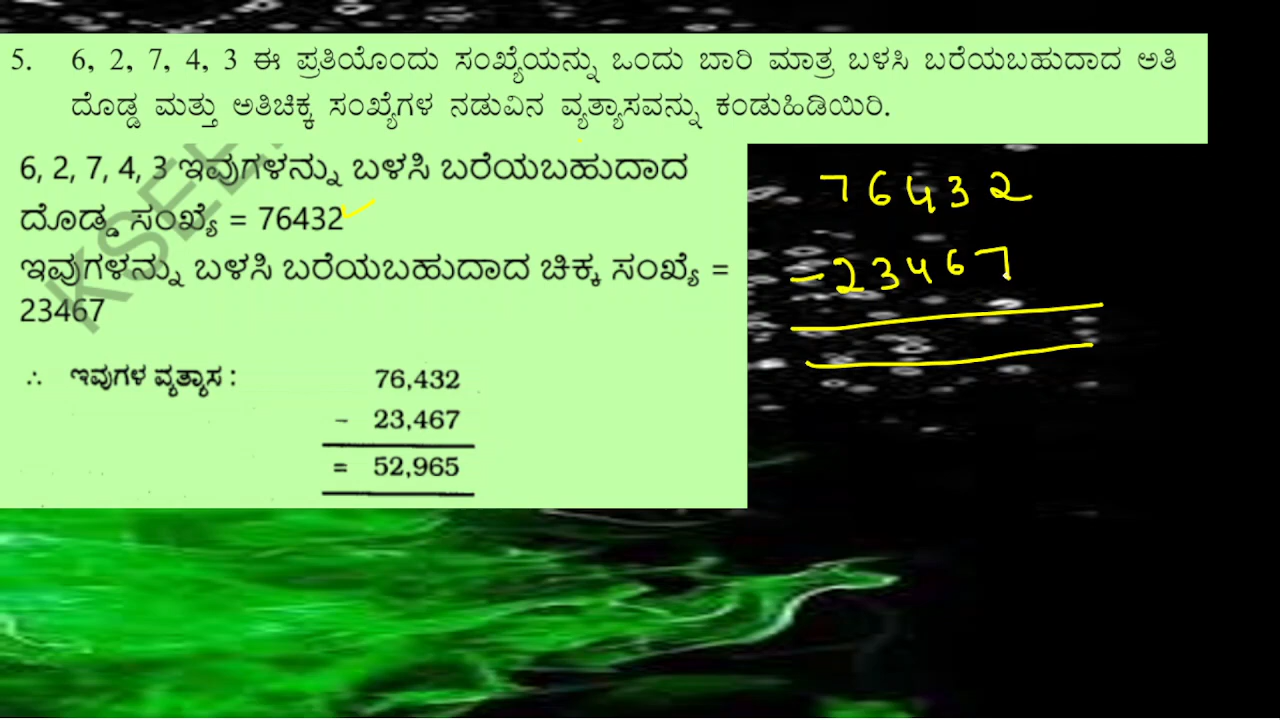 5. 6, 2, 7, 4, 3 ಈ ಪ್ರತಿಯೊಂದು ಸಂಖ್ಯೆಯನ್ನು ಒಂದು ಬಾರಿ ಮಾತ್ರ ಬಳಸಿ ಬರೆಯಬಹುದಾದ ಅತಿ
ದೊಡ್ಡ ಮತ್ತು ಅತಿಚಿಕ್ಕ ಸಂಖ್ಯೆಗಳ ನಡುವಿನ ವ್ಯತ್ಯಾಸವನ್ನು ಕಂಡುಹಿಡಿಯಿರಿ.
6, 2, 7, 4, 3 ಇವುಗಳನ್ನು ಬಳಸಿ ಬರೆಯಬಹುದಾದ
ದೊಡ್ಡ ಸಂಖ್ಯೆ = 76432
ಇವುಗಳನ್ನು ಬಳಸಿ ಬರೆಯಬಹುದಾದ ಚಿಕ್ಕ ಸಂಖ್ಯೆ =
23467
∴ ಇವುಗಳ ವ್ಯತ್ಯಾಸ : 76,432
- 23,467
= 52,965
76432
-23467